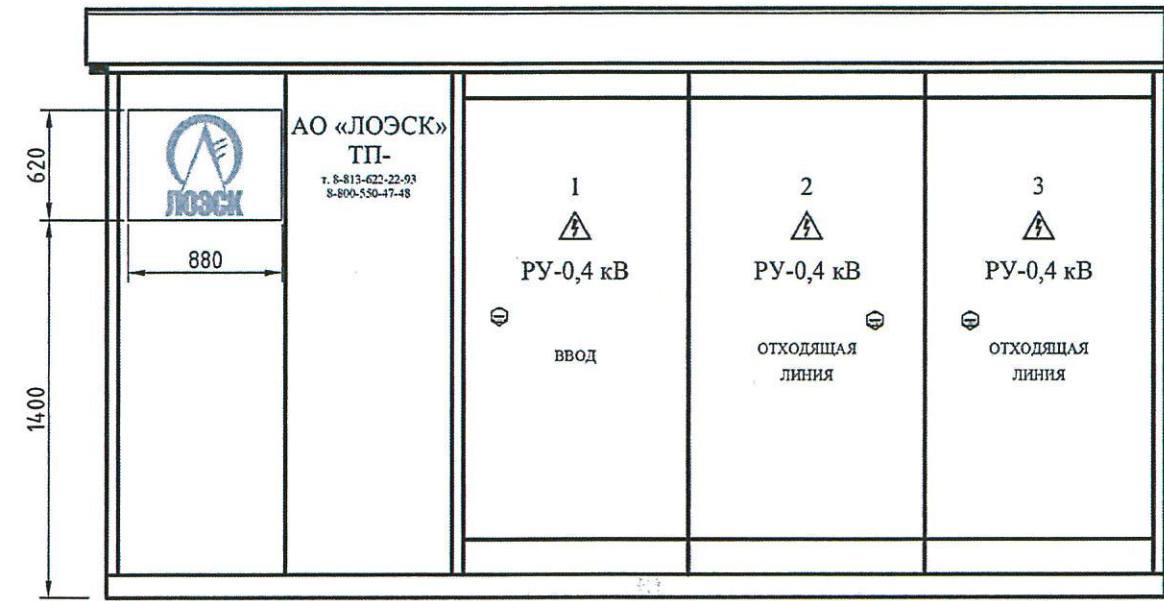 620
ЛОЭСК
880
1400
АО «ЛОЭСК»
ТП-
т. 8-813-622-22-93
8-800-550-47-48
1
РУ-0,4 кВ
ВВОД
2
РУ-0,4 кВ
ОТХОДЯЩАЯ
ЛИНИЯ
3
РУ-0,4 кВ
ОТХОДЯЩАЯ
ЛИНИЯ